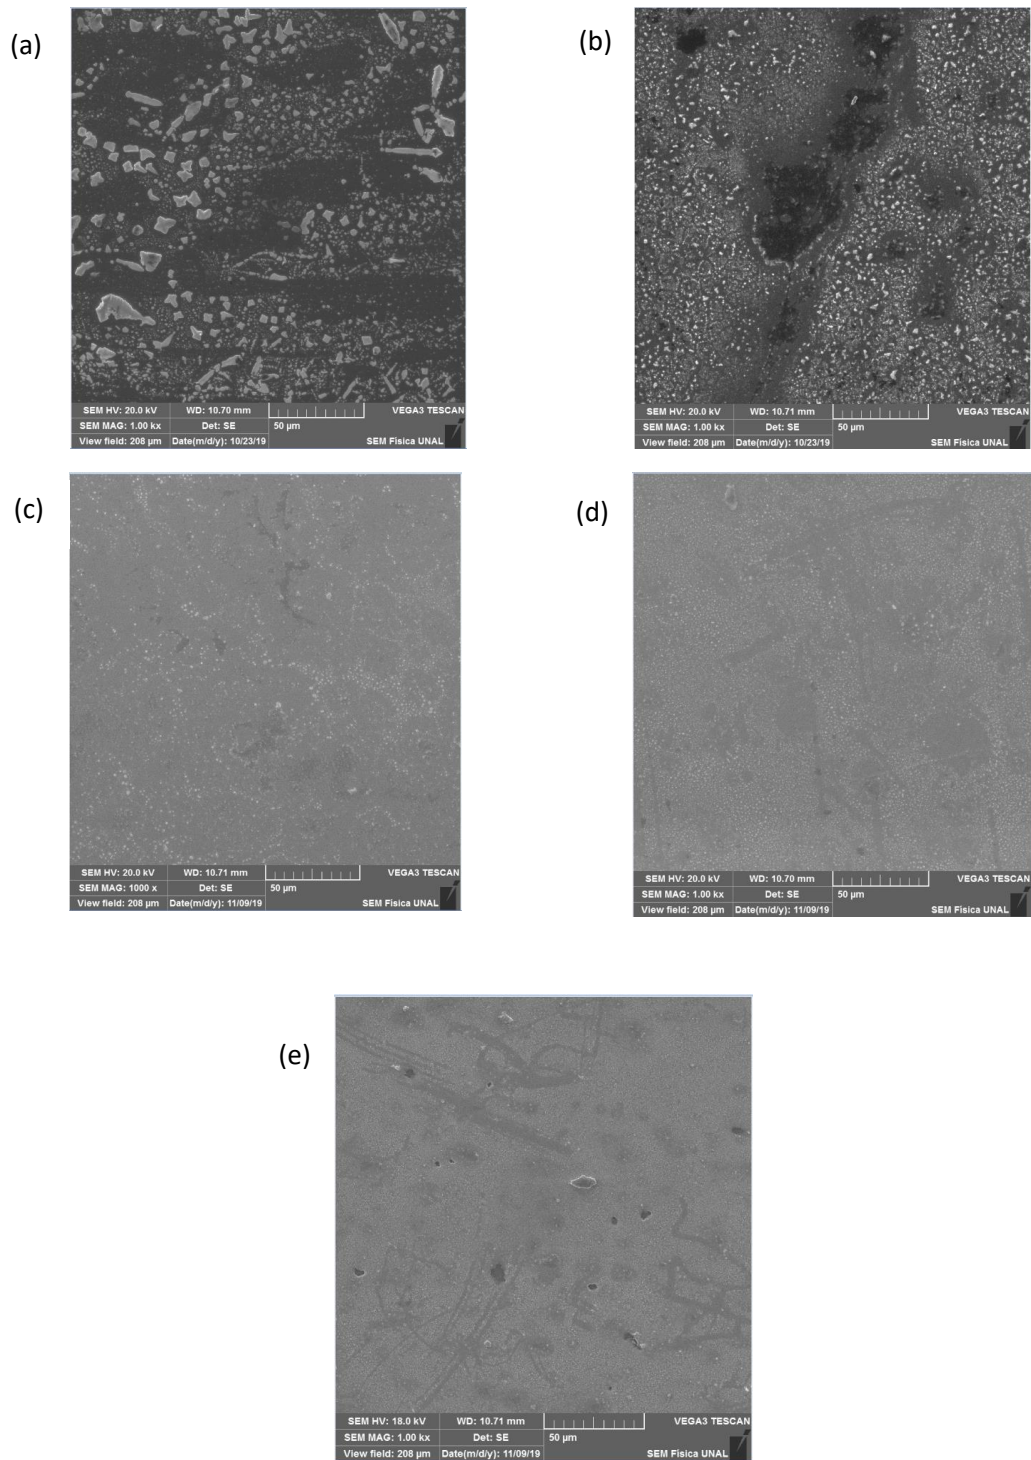 (a)
SEM HV: 20.0 kV WD: 10.70 mm VEGA3 TESCAN
SEM MAG: 1.00 kx Det: SE 50 µm
View field: 208 µm Date(m/d/y): 10/23/19 SEM Fisica UNAL
(b)
SEM HV: 20.0 kV WD: 10.71 mm VEGA3 TESCAN
SEM MAG: 1.00 kx Det: SE 50 µm
View field: 208 µm Date(m/d/y): 10/23/19 SEM Fisica UNAL
(c)
SEM HV: 20.0 kV WD: 10.71 mm VEGA3 TESCAN
SEM MAG: 1000 x Det: SE 50 µm
View field: 208 µm Date(m/d/y): 11/09/19 SEM Fisica UNAL
(d)
SEM HV: 20.0 kV WD: 10.70 mm VEGA3 TESCAN
SEM MAG: 1.00 kx Det: SE 50 µm
View field: 208 µm Date(m/d/y): 11/09/19 SEM Fisica UNAL
(e)
SEM HV: 18.0 kV WD: 10.71 mm VEGA3 TESCAN
SEM MAG: 1.00 kx Det: SE 50 µm
View field: 208 µm Date(m/d/y): 11/09/19 SEM Fisica UNAL